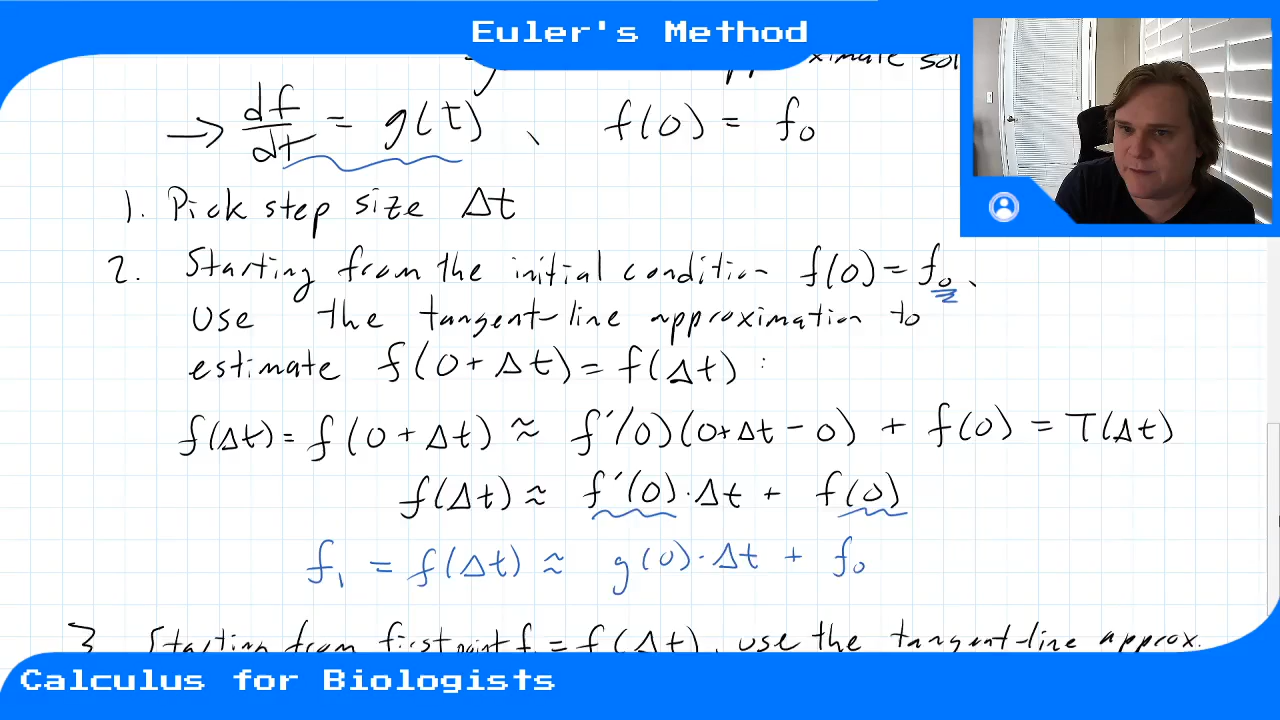 Euler's Method
approximate sol
→ df/dt = g(t), f(0) = f₀
1. Pick step size Δt
2. Starting from the initial condition f(0) = f₀,
Use the tangent-line approximation to
estimate f(0+Δt) = f(Δt):
f(Δt) = f(0 + Δt) ≈ f′(0)(0+Δt - 0) + f(0) = T(Δt)
f(Δt) ≈ f′(0)·Δt + f(0)
f₁ = f(Δt) ≈ g(0)·Δt + f₀
3. Starting from first point f₁ = f(Δt), use the tangent-line approx.
Calculus for Biologists